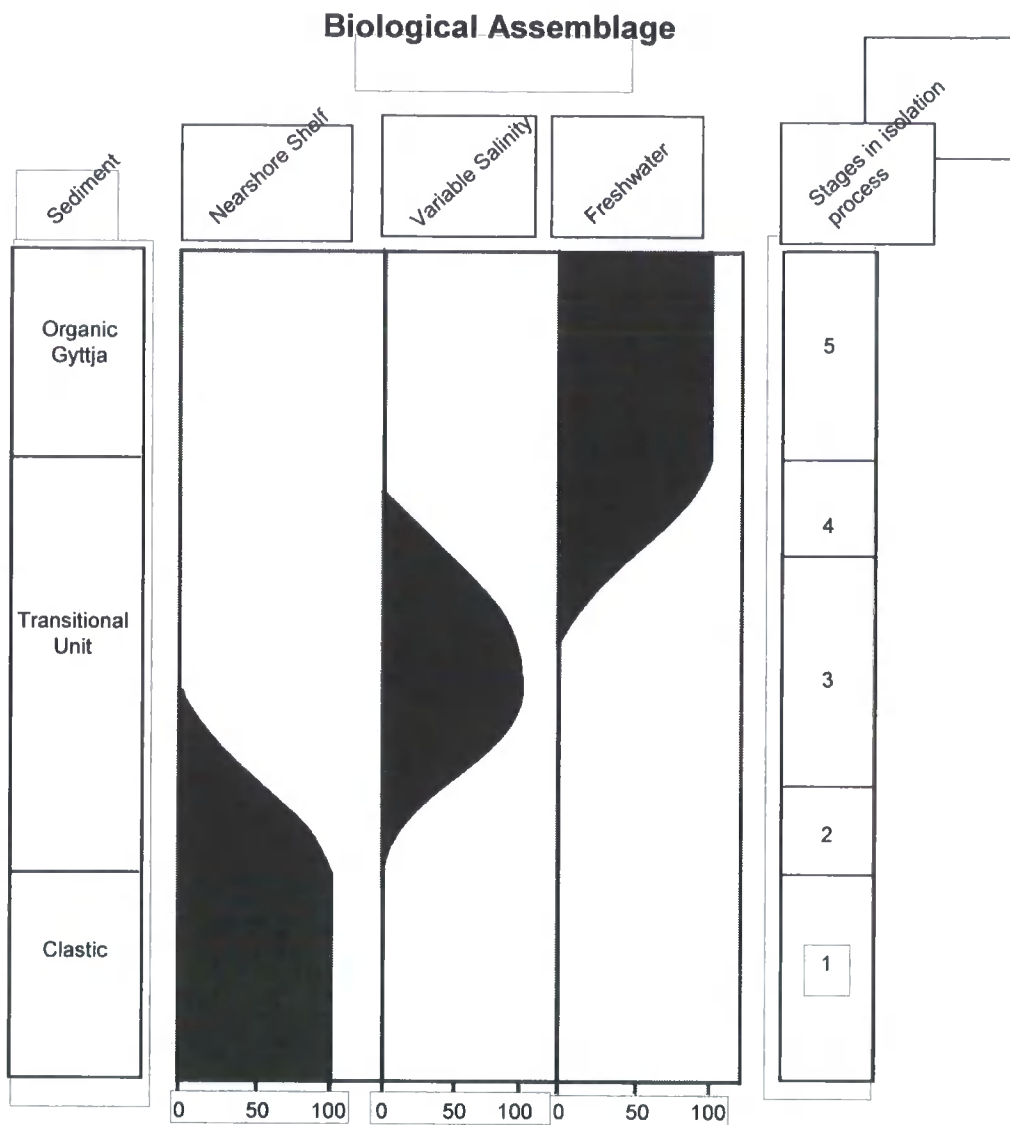 Biological Assemblage
Sediment
Nearshore Shelf
Variable Salinity
Freshwater
Stages in isolation
process
Organic
Gyttja
Transitional
Unit
Clastic
5
4
3
2
1
0 50 100 0 50 100 0 50 100